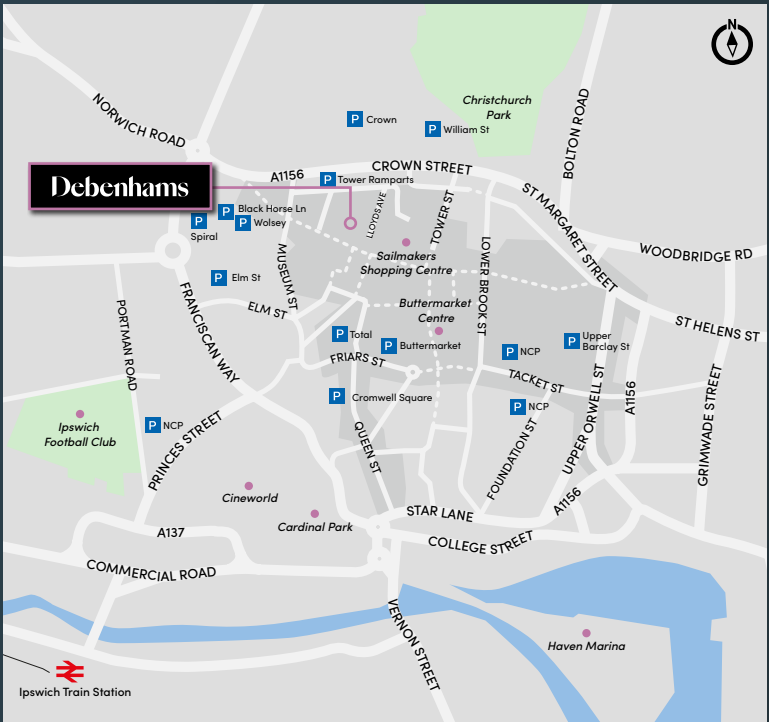 N
Christchurch
Park
NORWICH ROAD
BOLTON ROAD
P Crown
P William St
A1156
CROWN STREET
P Tower Ramparts
Debenhams
ST MARGARET STREET
LLOYDS AVE
TOWER ST
P Black Horse Ln
P Wolsey
P
Spiral
Sailmakers
Shopping Centre
LOWER BROOK ST
WOODBRIDGE RD
MUSEUM ST
P Elm St
PORTMAN ROAD
FRANCISCAN WAY
ELM ST
Buttermarket
Centre
ST HELENS ST
P Total
P Buttermarket
P NCP
P Upper
Barclay St
FRIARS ST
TACKET ST
P Cromwell Square
P NCP
UPPER ORWELL ST
A1156
GRIMWADE STREET
Ipswich
Football Club
P NCP
PRINCES STREET
QUEEN ST
FOUNDATION ST
Cineworld
Cardinal Park
A1156
STAR LANE
A137
COLLEGE STREET
COMMERCIAL ROAD
VERNON STREET
Haven Marina
Ipswich Train Station